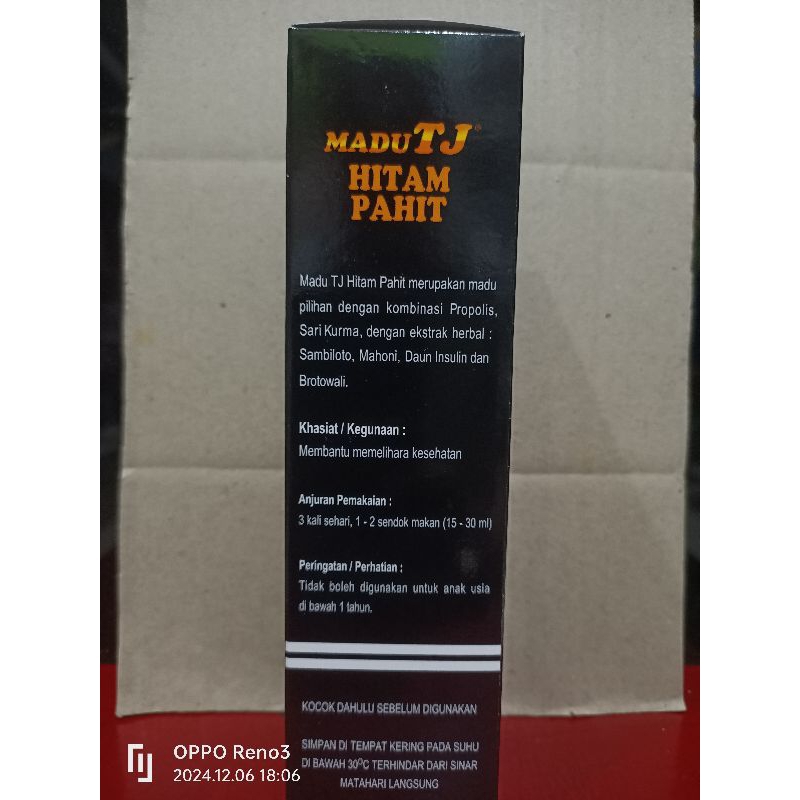 MADU TJ®
HITAM
PAHIT
Madu TJ Hitam Pahit merupakan madu
pilihan dengan kombinasi Propolis,
Sari Kurma, dengan ekstrak herbal :
Sambiloto, Mahoni, Daun Insulin dan
Brotowali.
Khasiat / Kegunaan :
Membantu memelihara kesehatan
Anjuran Pemakaian :
3 kali sehari, 1 - 2 sendok makan (15 - 30 ml)
Peringatan / Perhatian :
Tidak boleh digunakan untuk anak usia
di bawah 1 tahun.
KOCOK DAHULU SEBELUM DIGUNAKAN
SIMPAN DI TEMPAT KERING PADA SUHU
DI BAWAH 30°C TERHINDAR DARI SINAR
MATAHARI LANGSUNG
OPPO Reno3
2024.12.06 18:06